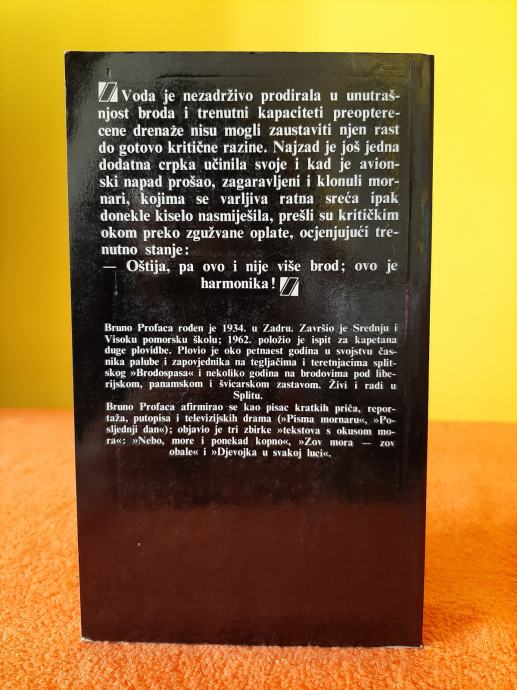 Voda je nezadrživo prodirala u unutraš-
njost broda i trenutni kapaciteti preoptere-
cene drenaže nisu mogli zaustaviti njen rast
do gotovo kritične razine. Najzad je još jedna
dodatna crpka učinila svoje i kad je avion-
ski napad prošao, zagaravljeni i klonuli mor-
nari, kojima se varljiva ratna sreća ipak
donekle kiselo nasmiješila, prešli su kritičkim
okom preko zgužvane oplate, ocjenjujući tre-
nutno stanje:
— Oštija, pa ovo i nije više brod; ovo je
harmonika!
Bruno Profaca rođen je 1934. u Zadru. Završio je Srednju i
Visoku pomorsku školu; 1962. položio je ispit za kapetana
duge plovidbe. Plovio je oko petnaest godina u svojstvu čas-
nika palube i zapovjednika na tegljačima i teretnjacima split-
skog »Brodospasa« i nekoliko godina na brodovima pod libe-
rijskom, panamskom i švicarskom zastavom. Živi i radi u
Splitu.
Bruno Profaca afirmirao se kao pisac kratkih priča, repor-
taža, putopisa i televizijskih drama (»Pisma mornaru«, »Po-
sljednji dan«); objavio je tri zbirke »tekstova s okusom mo-
ra«: »Nebo, more i ponekad kopno«, »Zov mora — zov
obale« i »Djevojka u svakoj luci«.